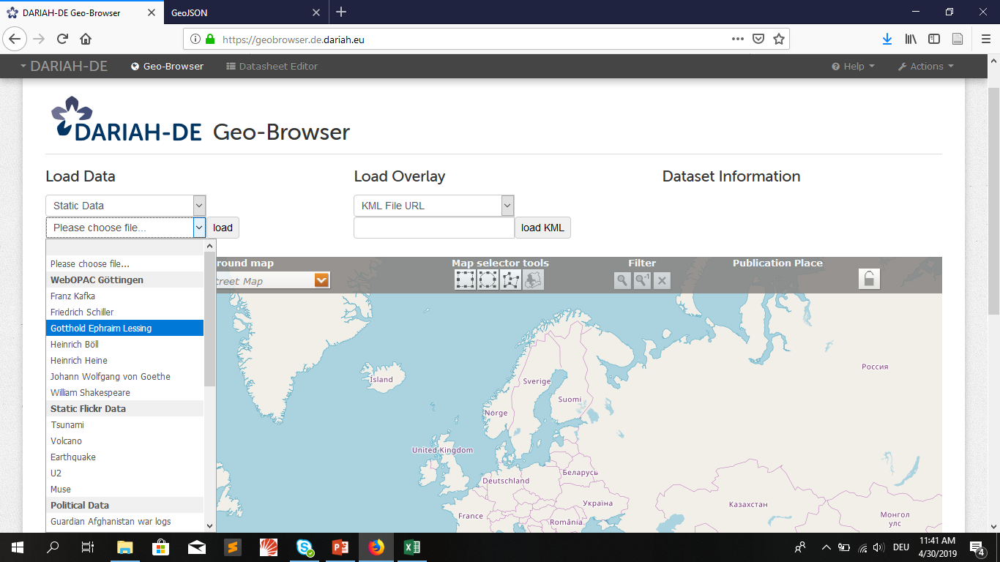 DARIAH-DE Geo-Browser
GeoJSON
https://geobrowser.de.dariah.eu
DARIAH-DE
Geo-Browser
Datasheet Editor
Help
Actions
DARIAH-DE Geo-Browser
Load Data
Load Overlay
Dataset Information
Static Data
KML File URL
Please choose file...
load
load KML
Please choose file...
WebOPAC Göttingen
Franz Kafka
Friedrich Schiller
Gotthold Ephraim Lessing
Heinrich Böll
Heinrich Heine
Johann Wolfgang von Goethe
William Shakespeare
Static Flickr Data
Tsunami
Volcano
Earthquake
U2
Muse
Political Data
Guardian Afghanistan war logs
round map
treet Map
Map selector tools
Filter
-1
Publication Place
Ísland
Sverige
Suomi
Norge
Россия
United Kingdom
Deutschland
Беларусь
Україна
France
România
Казахстан
Монгол
улс
DEU
11:41 AM
4/30/2019
4